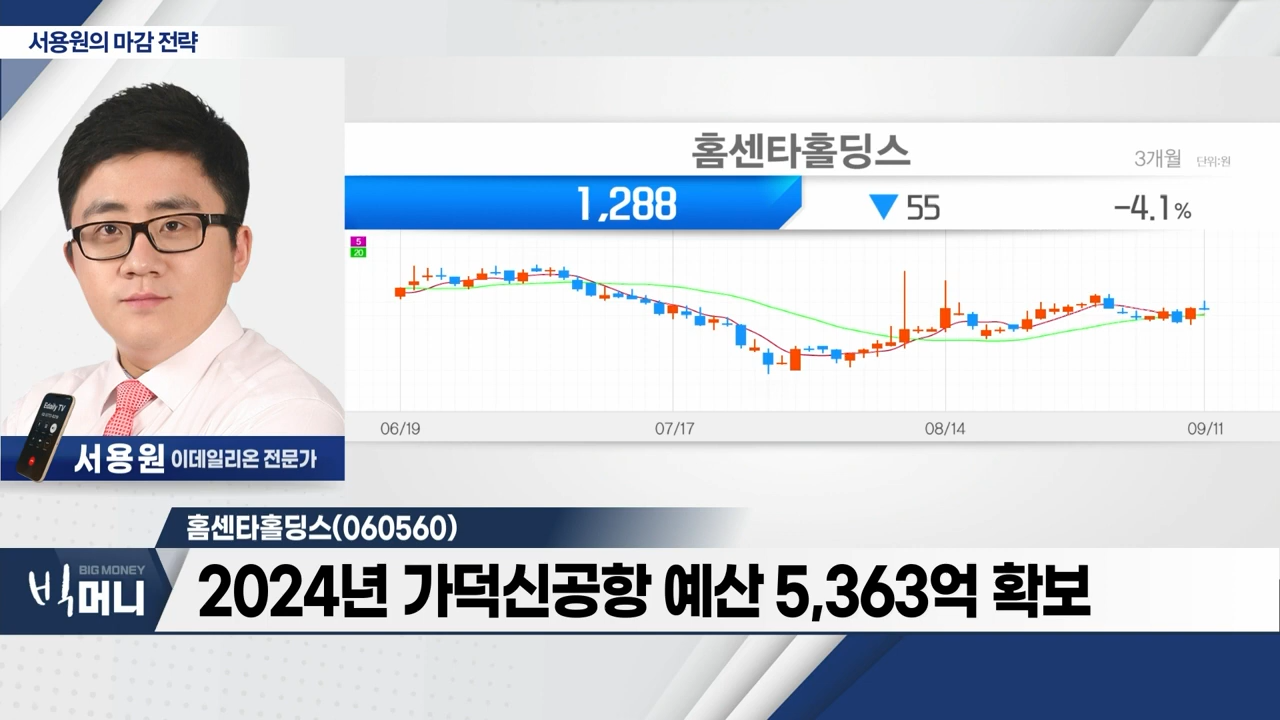 서용원의 마감 전략
홈센타홀딩스
3개월 단위:원
1,288 ▼ 55 -4.1%
5
20
06/19 07/17 08/14 09/11
Edaily TV
서용원 이데일리온 전문가
홈센타홀딩스(060560)
BIG MONEY
빅머니
2024년 가덕신공항 예산 5,363억 확보